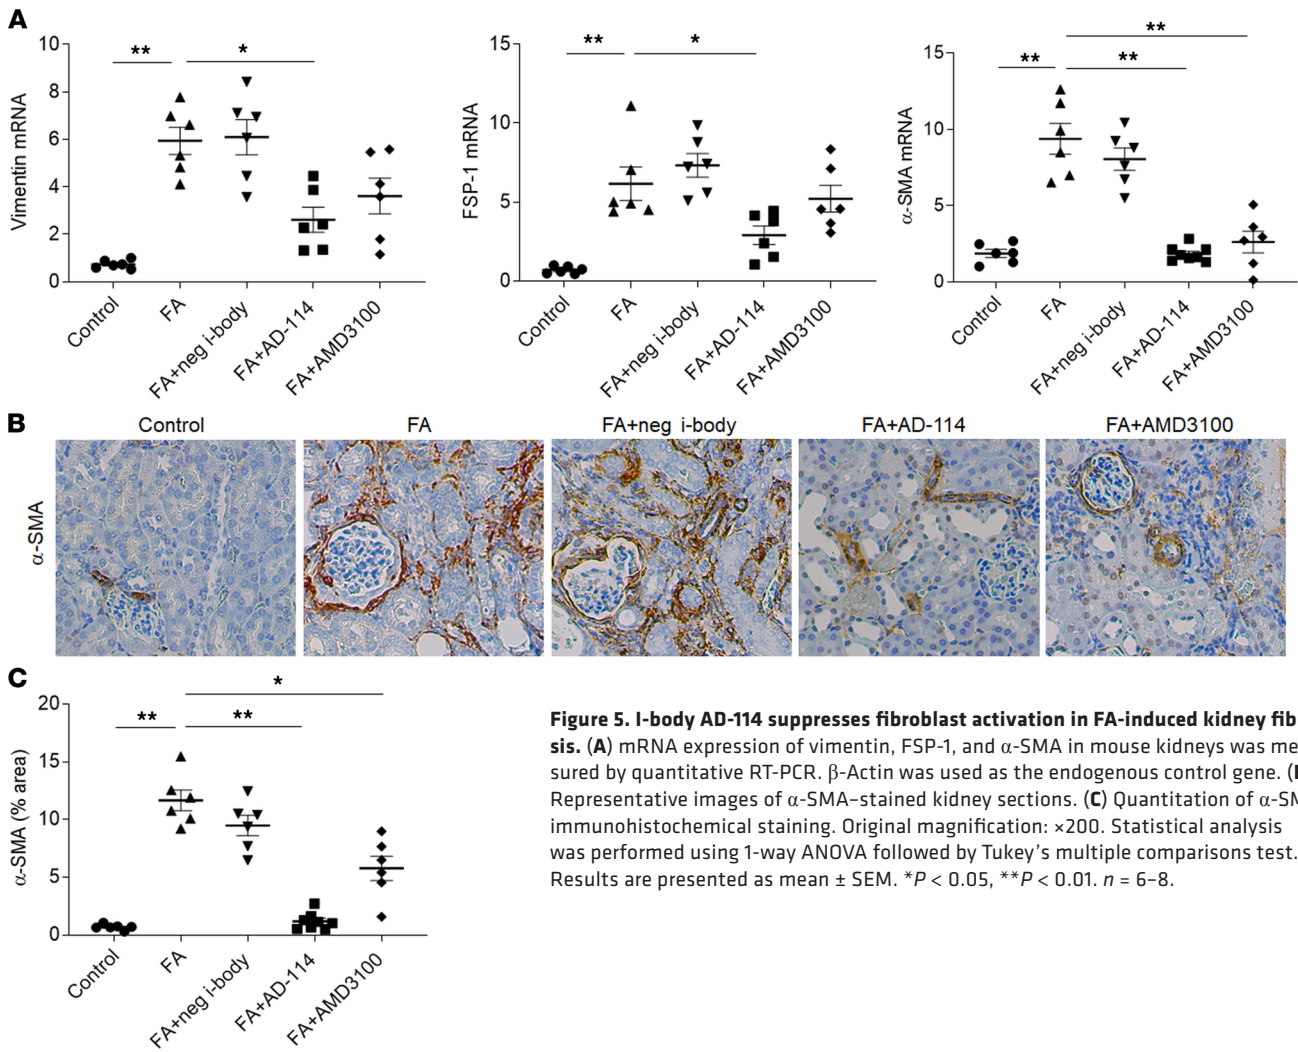 A
10
8
6
4
2
0
Vimentin mRNA
**
*
Control
FA
FA+neg i-body
FA+AD-114
FA+AMD3100
15
10
5
0
FSP-1 mRNA
**
*
Control
FA
FA+neg i-body
FA+AD-114
FA+AMD3100
15
10
5
0
α-SMA mRNA
**
**
**
Control
FA
FA+neg i-body
FA+AD-114
FA+AMD3100
B
Control
FA
FA+neg i-body
FA+AD-114
FA+AMD3100
α-SMA
C
20
15
10
5
0
α-SMA (% area)
*
**
**
Control
FA
FA+neg i-body
FA+AD-114
FA+AMD3100
Figure 5. I-body AD-114 suppresses fibroblast activation in FA-induced kidney fib
sis. (A) mRNA expression of vimentin, FSP-1, and α-SMA in mouse kidneys was me
sured by quantitative RT-PCR. β-Actin was used as the endogenous control gene. (
Representative images of α-SMA–stained kidney sections. (C) Quantitation of α-SM
immunohistochemical staining. Original magnification: ×200. Statistical analysis
was performed using 1-way ANOVA followed by Tukey's multiple comparisons test.
Results are presented as mean ± SEM. *P < 0.05, **P < 0.01. n = 6–8.